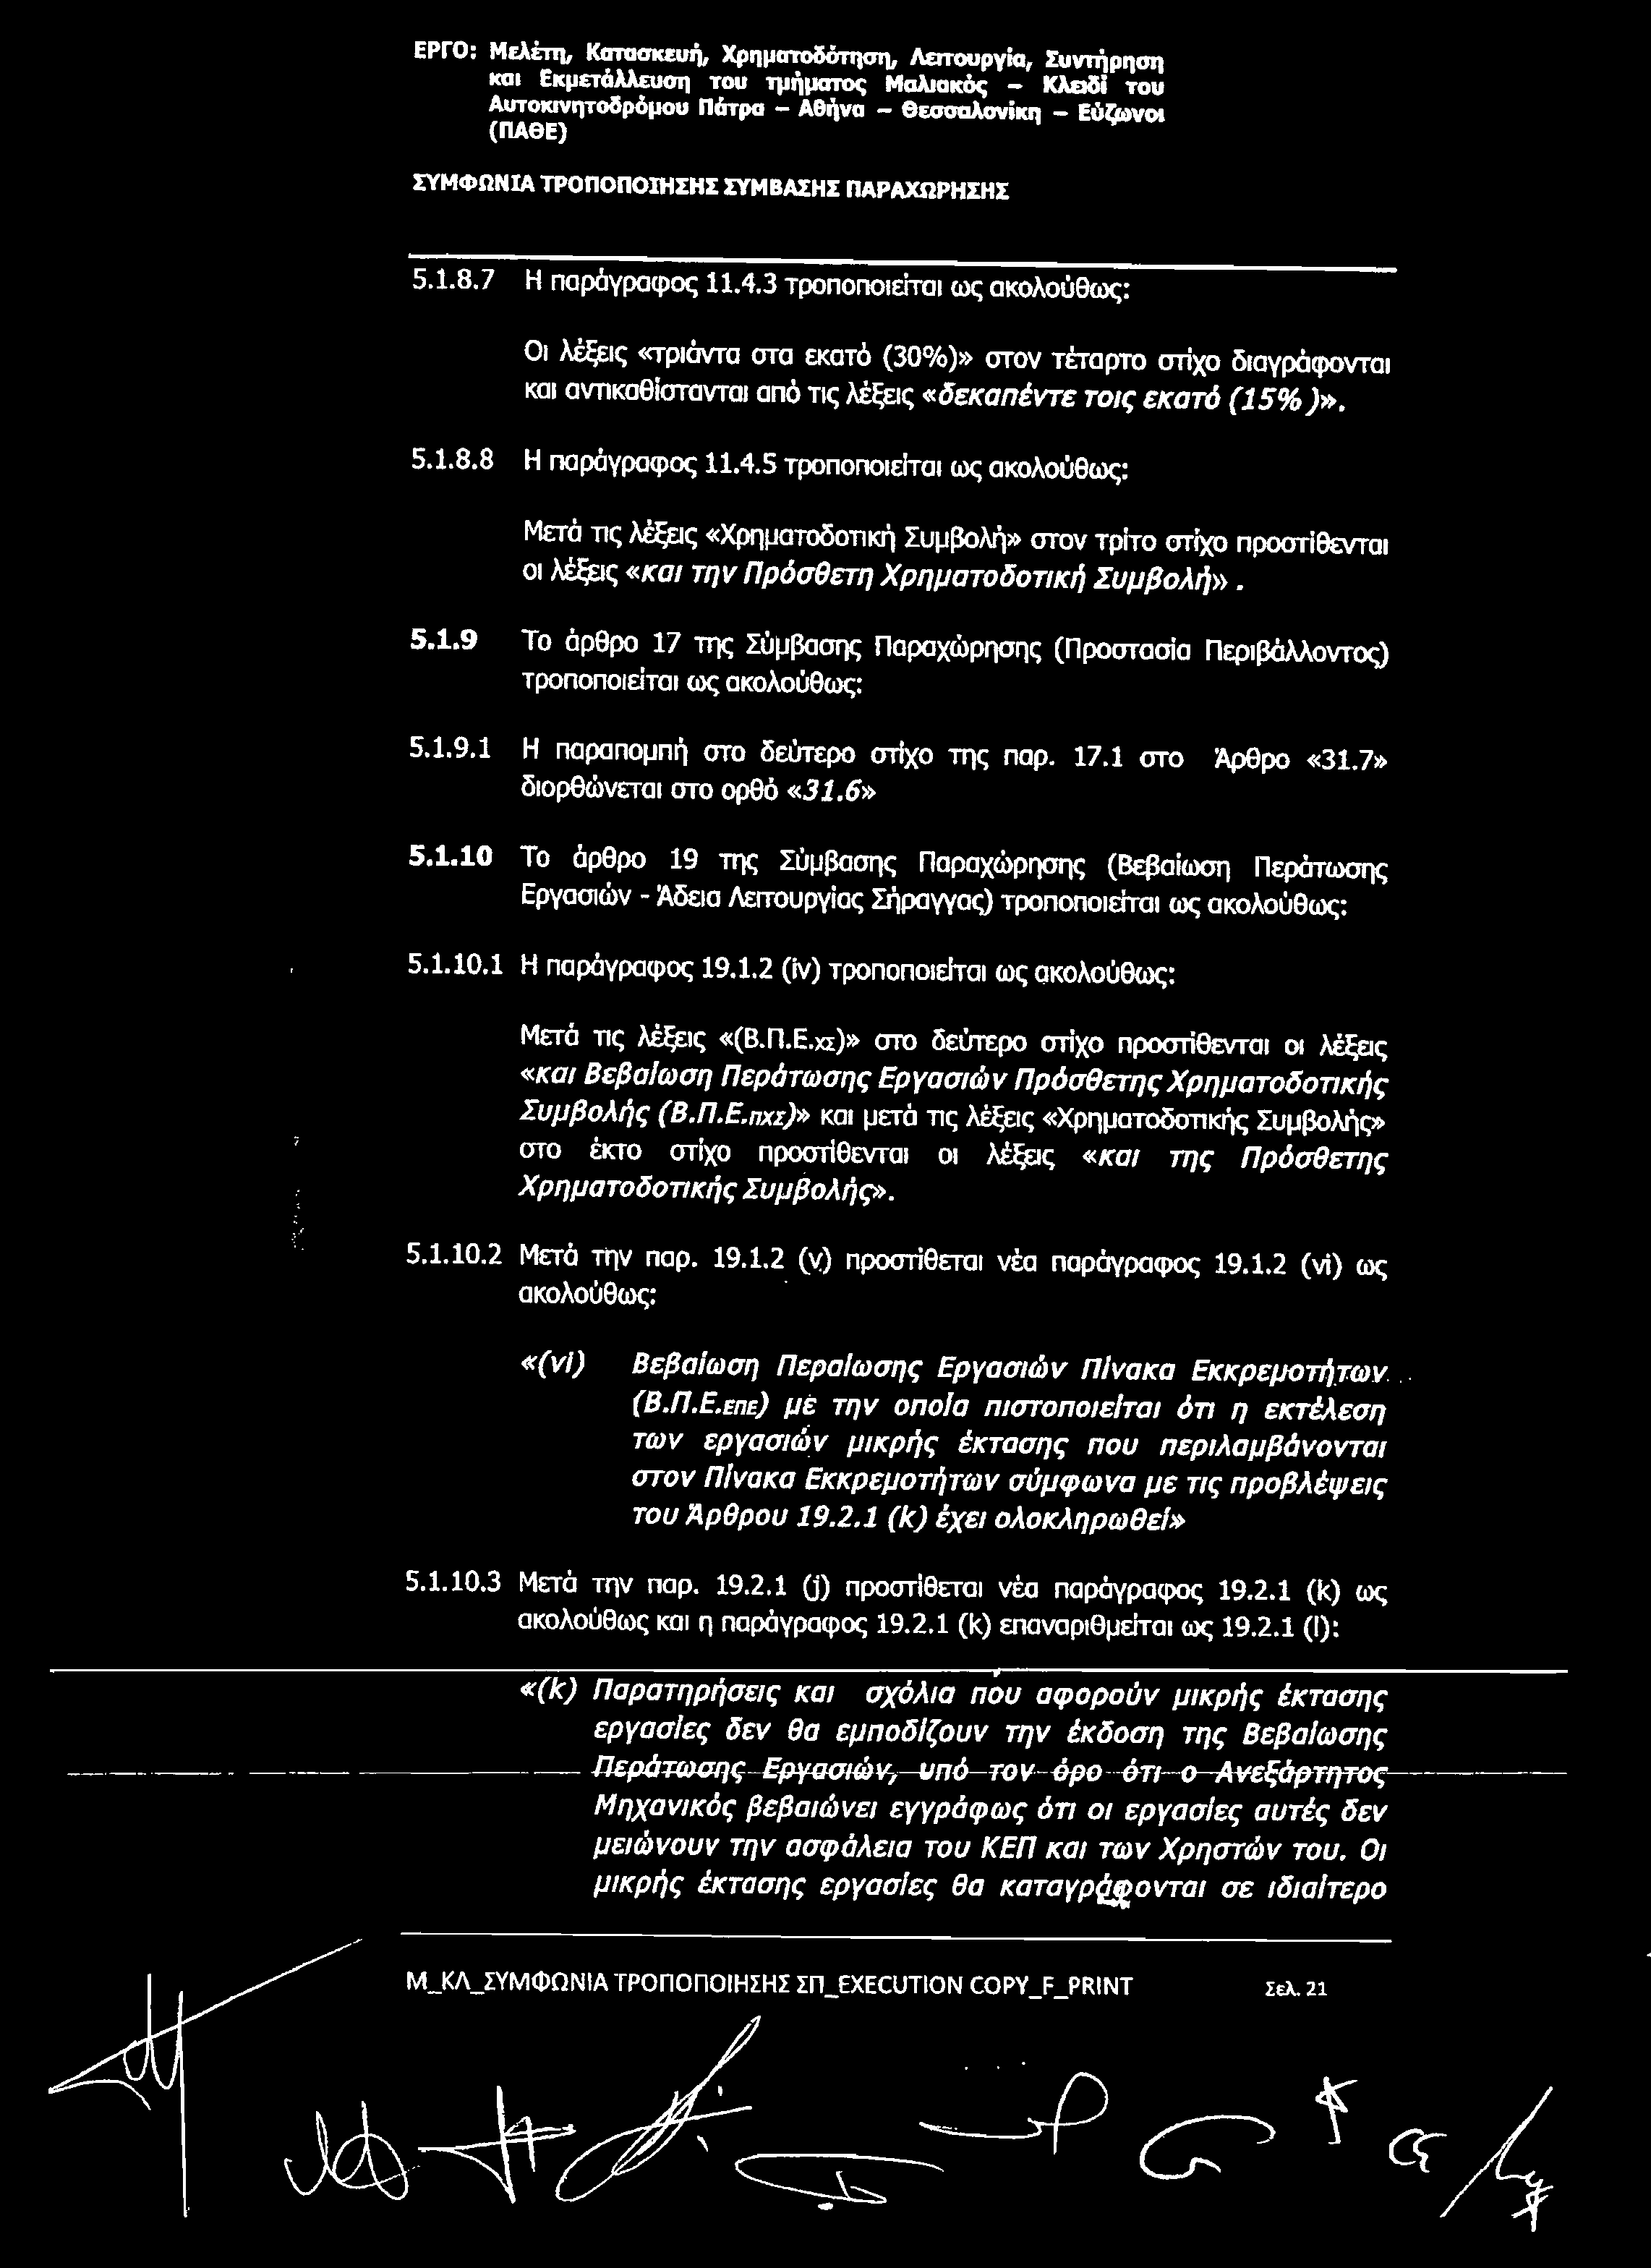 ΕΡΓΟ: Μελέτη, Κατασκευή, Χρηματοδότηση, Λειτουργία, Συντήρηση
και Εκμετάλλευση του τμήματος Μαλιακός – Κλειδί του
Αυτοκινητοδρόμου Πάτρα – Αθήνα – Θεσσαλονίκη – Εύζωνοι
(ΠΑΘΕ)
ΣΥΜΦΩΝΙΑ ΤΡΟΠΟΠΟΙΗΣΗΣ ΣΥΜΒΑΣΗΣ ΠΑΡΑΧΩΡΗΣΗΣ
5.1.8.7 Η παράγραφος 11.4.3 τροποποιείται ως ακολούθως:
Οι λέξεις «τριάντα στα εκατό (30%)» στον τέταρτο στίχο διαγράφονται
και αντικαθίστανται από τις λέξεις «δεκαπέντε τοις εκατό (15%)».
5.1.8.8 Η παράγραφος 11.4.5 τροποποιείται ως ακολούθως:
Μετά τις λέξεις «Χρηματοδοτική Συμβολή» στον τρίτο στίχο προστίθενται
οι λέξεις «και την Πρόσθετη Χρηματοδοτική Συμβολή» .
5.1.9 Το άρθρο 17 της Σύμβασης Παραχώρησης (Προστασία Περιβάλλοντος)
τροποποιείται ως ακολούθως:
5.1.9.1 Η παραπομπή στο δεύτερο στίχο της παρ. 17.1 στο Άρθρο «31.7»
διορθώνεται στο ορθό «31.6»
5.1.10 Το άρθρο 19 της Σύμβασης Παραχώρησης (Βεβαίωση Περάτωσης
Εργασιών - Άδεια Λειτουργίας Σήραγγας) τροποποιείται ως ακολούθως:
5.1.10.1 Η παράγραφος 19.1.2 (iv) τροποποιείται ως ακολούθως:
Μετά τις λέξεις «(Β.Π.Ε.ΧΣ)» στο δεύτερο στίχο προστίθενται οι λέξεις
«και Βεβαίωση Περάτωσης Εργασιών Πρόσθετης Χρηματοδοτικής
Συμβολής (Β.Π.Ε.ΠΧΣ)» και μετά τις λέξεις «Χρηματοδοτικής Συμβολής»
στο έκτο στίχο προστίθενται οι λέξεις «και της Πρόσθετης
Χρηματοδοτικής Συμβολής».
5.1.10.2 Μετά την παρ. 19.1.2 (v) προστίθεται νέα παράγραφος 19.1.2 (vi) ως
ακολούθως:
«(vi) Βεβαίωση Περαίωσης Εργασιών Πίνακα Εκκρεμοτήτων
(Β.Π.Ε.ΕΠΕ) με την οποία πιστοποιείται ότι η εκτέλεση
των εργασιών μικρής έκτασης που περιλαμβάνονται
στον Πίνακα Εκκρεμοτήτων σύμφωνα με τις προβλέψεις
του Άρθρου 19.2.1 (k) έχει ολοκληρωθεί»
5.1.10.3 Μετά την παρ. 19.2.1 (j) προστίθεται νέα παράγραφος 19.2.1 (k) ως
ακολούθως και η παράγραφος 19.2.1 (k) επαναριθμείται ως 19.2.1 (l):
«(k) Παρατηρήσεις και σχόλια που αφορούν μικρής έκτασης
εργασίες δεν θα εμποδίζουν την έκδοση της Βεβαίωσης
Περάτωσης Εργασιών, υπό τον όρο ότι ο Ανεξάρτητος
Μηχανικός βεβαιώνει εγγράφως ότι οι εργασίες αυτές δεν
μειώνουν την ασφάλεια του ΚΕΠ και των Χρηστών του. Οι
μικρής έκτασης εργασίες θα καταγράφονται σε ιδιαίτερο
Μ_ΚΛ_ΣΥΜΦΩΝΙΑ ΤΡΟΠΟΠΟΙΗΣΗΣ ΣΠ_EXECUTION COPY_F_PRINT Σελ. 21